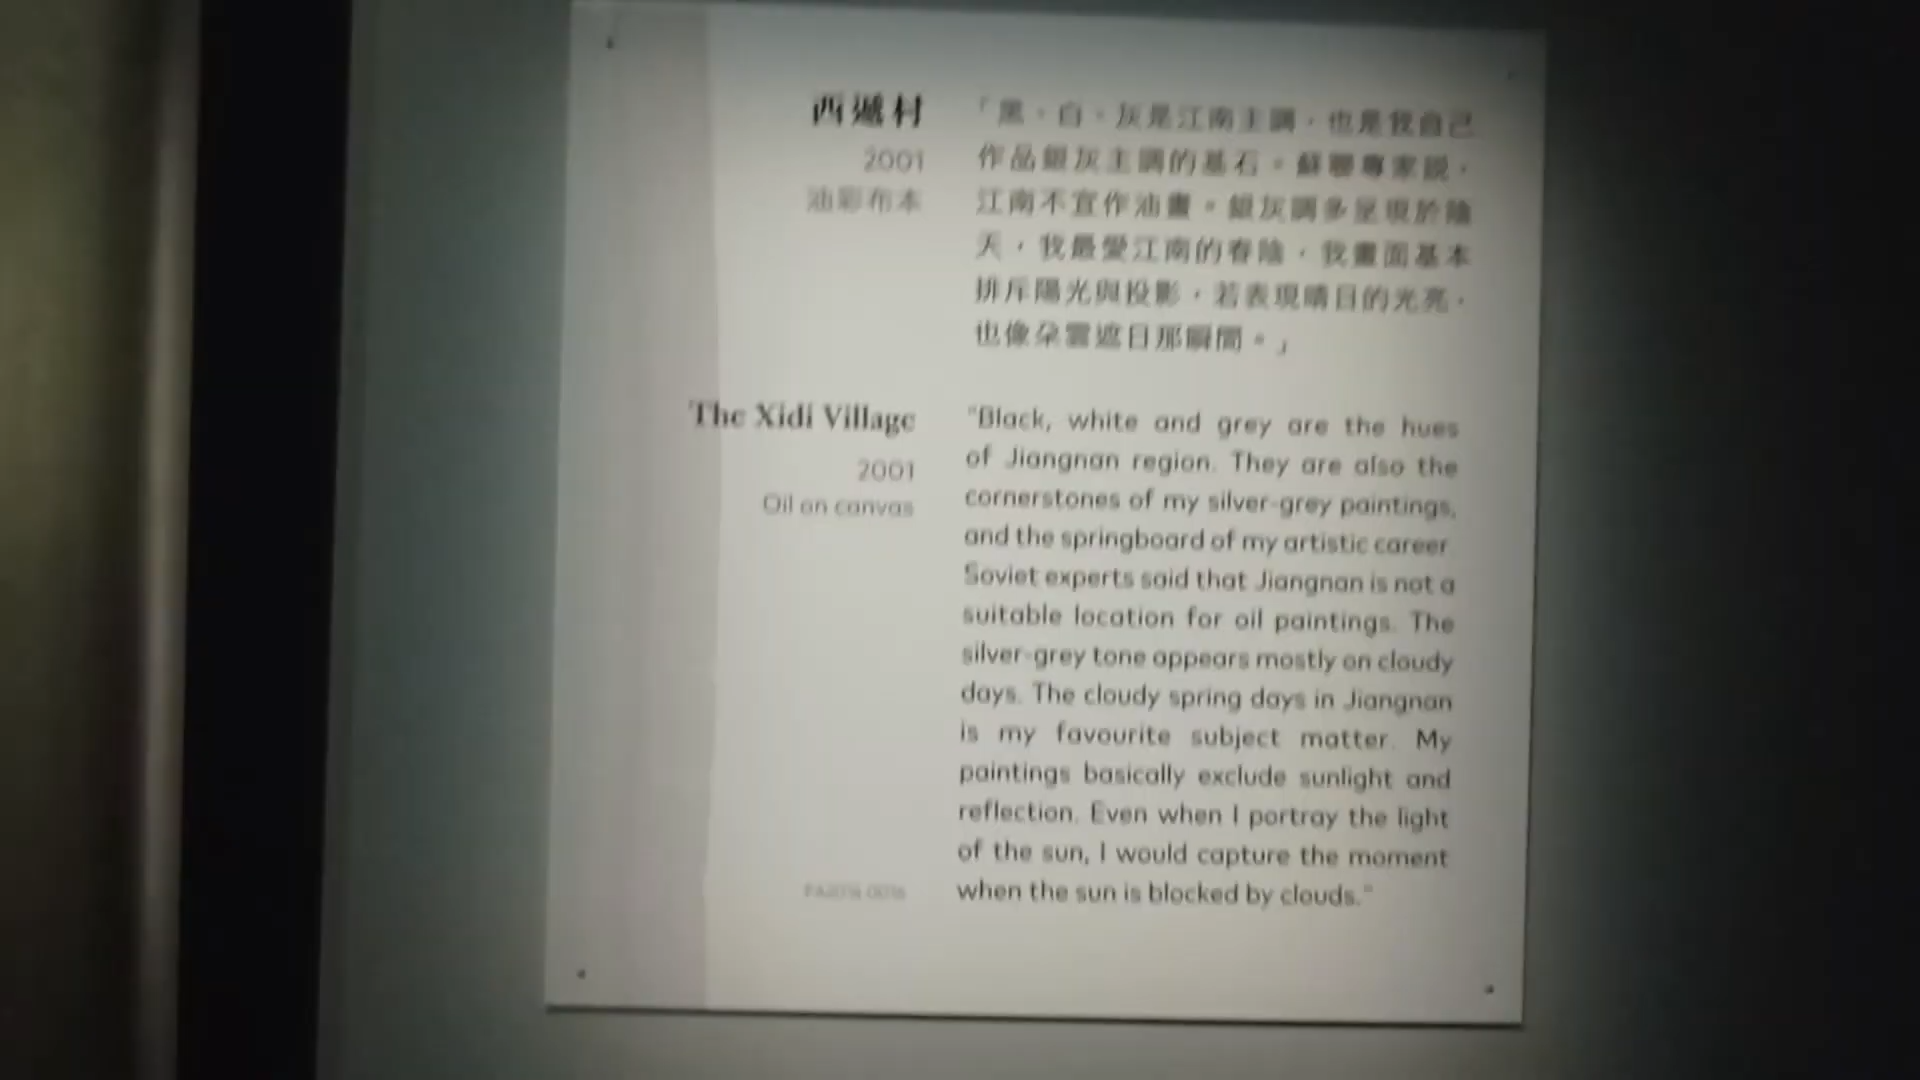 西遞村
2001
油彩布本
「黑、白、灰是江南主調，也是我自己
作品銀灰主調的基石。蘇聯專家說，
江南不宜作油畫。銀灰調多呈現於陰
天，我最愛江南的春陰，我畫面基本
排斥陽光與投影，若表現晴日的光亮，
也像朵雲遮日那瞬間。」
The Xidi Village
2001
Oil on canvas
"Black, white and grey are the hues
of Jiangnan region. They are also the
cornerstones of my silver-grey paintings,
and the springboard of my artistic career.
Soviet experts said that Jiangnan is not a
suitable location for oil paintings. The
silver-grey tone appears mostly on cloudy
days. The cloudy spring days in Jiangnan
is my favourite subject matter. My
paintings basically exclude sunlight and
reflection. Even when I portray the light
of the sun, I would capture the moment
when the sun is blocked by clouds."